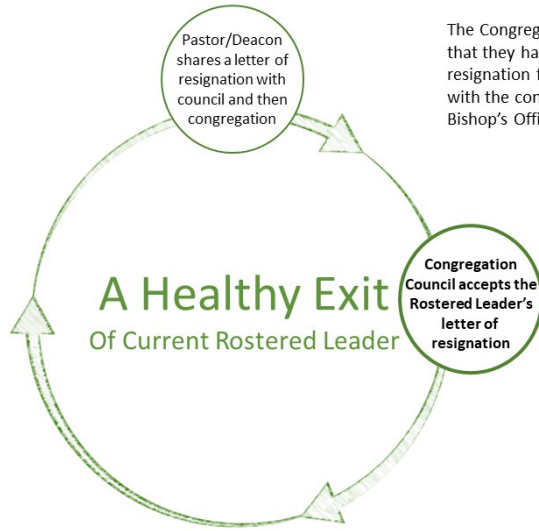 Pastor/Deacon
shares a letter of
resignation with
council and then
congregation
The Congreg
that they ha
resignation f
with the con
Bishop's Offi
A Healthy Exit
Of Current Rostered Leader
Congregation
Council accepts the
Rostered Leader's
letter of
resignation